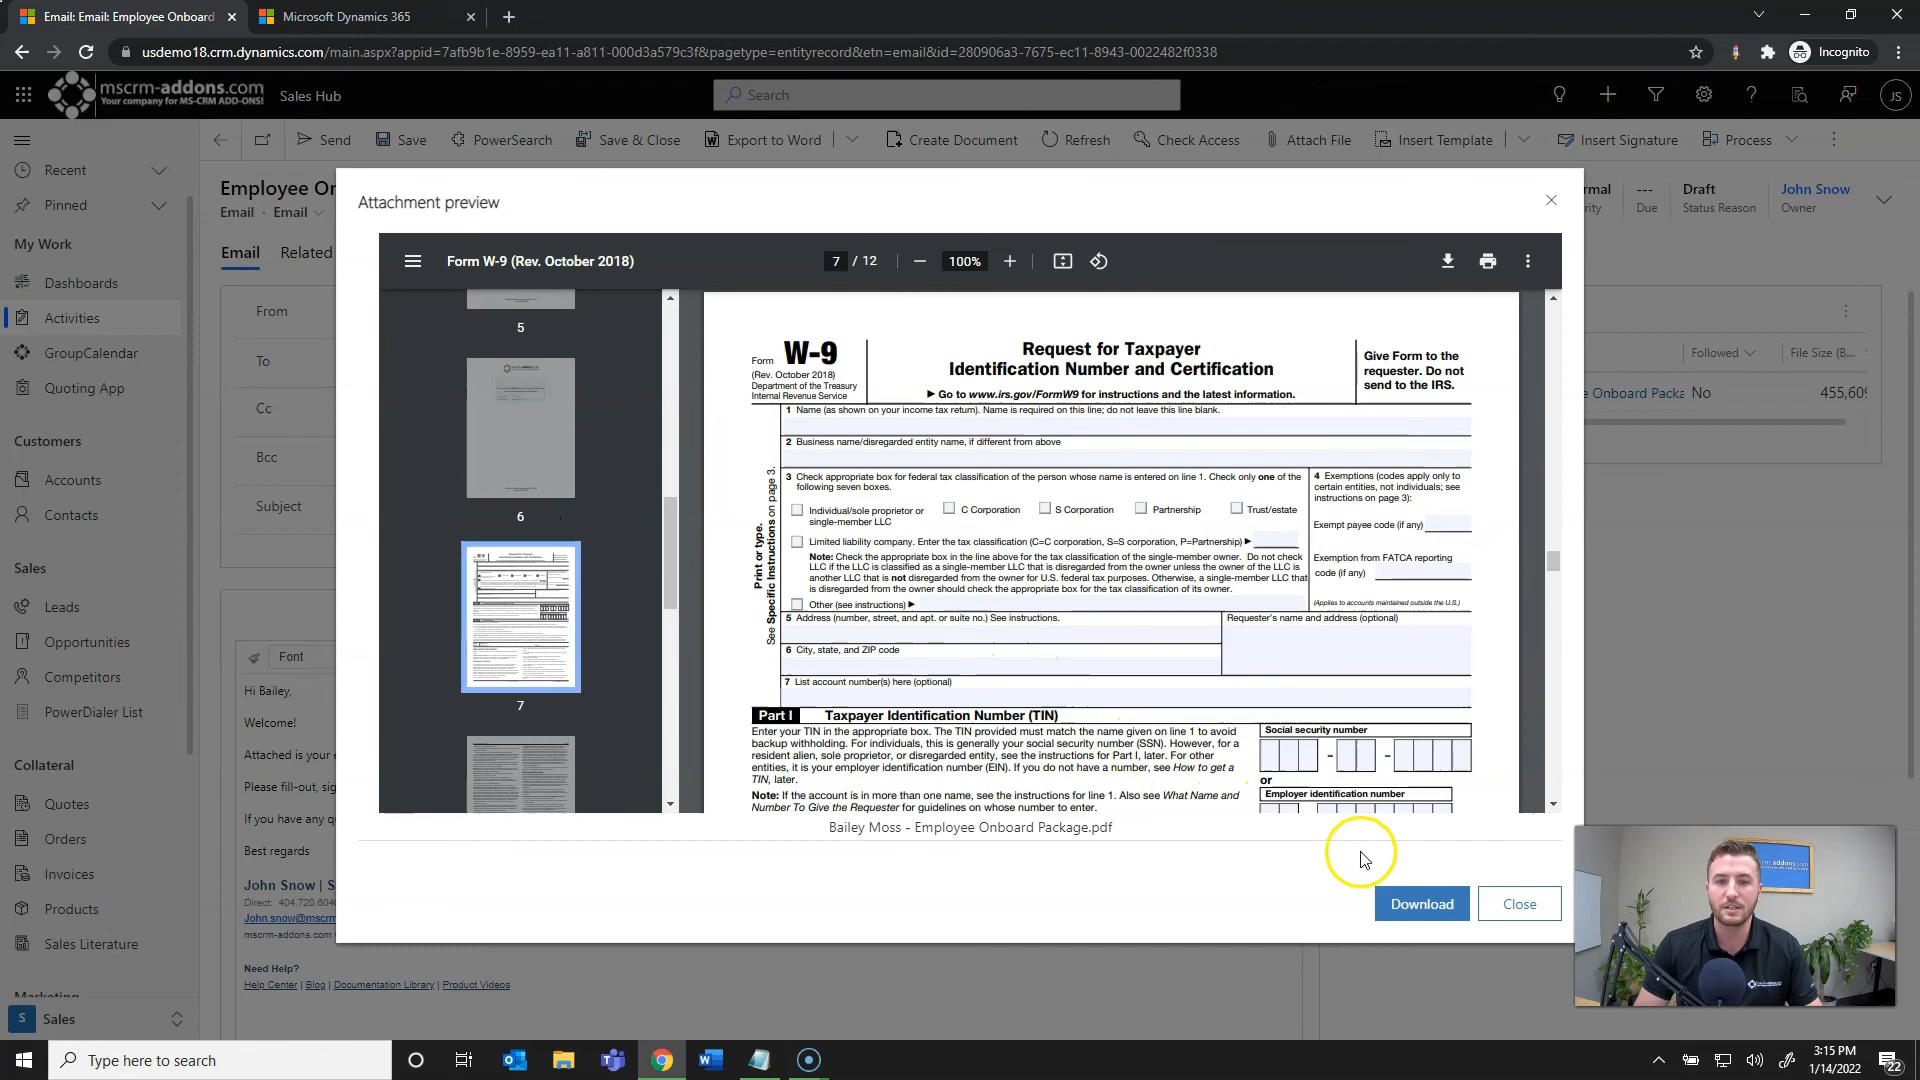 Email: Email: Employee Onboard
Microsoft Dynamics 365
usdemo18.crm.dynamics.com/main.aspx?appid=7afb9b1e-8959-ea11-a811-000d3a579c3f&pagetype=entityrecord&etn=email&id=280906a3-7675-ec11-8943-0022482f0338
Incognito
mscrm-addons.com
Your company for MS-CRM ADD-ONS!
Sales Hub
Search
JS
Send
Save
PowerSearch
Save & Close
Export to Word
Create Document
Refresh
Check Access
Attach File
Insert Template
Insert Signature
Process
Recent
Pinned
My Work
Dashboards
Activities
GroupCalendar
Quoting App
Customers
Accounts
Contacts
Sales
Leads
Opportunities
Competitors
PowerDialer List
Collateral
Quotes
Orders
Invoices
Products
Sales Literature
Marketing
S Sales
Employee On
Email · Email
Email Related
From
To
Cc
Bcc
Subject
Font
Hi Bailey,
Welcome!
Attached is your e
Please fill-out, sig
If you have any qu
Best regards
John Snow | S
Direct: 404.720.604
John.snow@mscrm
mscrm-addons.com
Need Help?
Help Center | Blog | Documentation Library | Product Videos
rmal
rity
---
Due
Draft
Status Reason
John Snow
Owner
Followed
File Size (B...
e Onboard Packa
No
455,609
Attachment preview
Form W-9 (Rev. October 2018)
7 / 12
100%
5
6
7
Form W-9
(Rev. October 2018)
Department of the Treasury
Internal Revenue Service
Request for Taxpayer
Identification Number and Certification
▶ Go to www.irs.gov/FormW9 for instructions and the latest information.
Give Form to the
requester. Do not
send to the IRS.
Print or type.
See Specific Instructions on page 3.
1 Name (as shown on your income tax return). Name is required on this line; do not leave this line blank.
2 Business name/disregarded entity name, if different from above
3 Check appropriate box for federal tax classification of the person whose name is entered on line 1. Check only one of the
following seven boxes.
Individual/sole proprietor or
single-member LLC
C Corporation
S Corporation
Partnership
Trust/estate
Limited liability company. Enter the tax classification (C=C corporation, S=S corporation, P=Partnership) ▶
Note: Check the appropriate box in the line above for the tax classification of the single-member owner. Do not check
LLC if the LLC is classified as a single-member LLC that is disregarded from the owner unless the owner of the LLC is
another LLC that is not disregarded from the owner for U.S. federal tax purposes. Otherwise, a single-member LLC that
is disregarded from the owner should check the appropriate box for the tax classification of its owner.
Other (see instructions) ▶
4 Exemptions (codes apply only to
certain entities, not individuals; see
instructions on page 3):
Exempt payee code (if any)
Exemption from FATCA reporting
code (if any)
(Applies to accounts maintained outside the U.S.)
5 Address (number, street, and apt. or suite no.) See instructions.
Requester's name and address (optional)
6 City, state, and ZIP code
7 List account number(s) here (optional)
Part I Taxpayer Identification Number (TIN)
Enter your TIN in the appropriate box. The TIN provided must match the name given on line 1 to avoid
backup withholding. For individuals, this is generally your social security number (SSN). However, for a
resident alien, sole proprietor, or disregarded entity, see the instructions for Part I, later. For other
entities, it is your employer identification number (EIN). If you do not have a number, see How to get a
TIN, later.
Note: If the account is in more than one name, see the instructions for line 1. Also see What Name and
Number To Give the Requester for guidelines on whose number to enter.
Social security number
or
Employer identification number
Bailey Moss - Employee Onboard Package.pdf
Download
Close
Type here to search
3:15 PM
1/14/2022
22